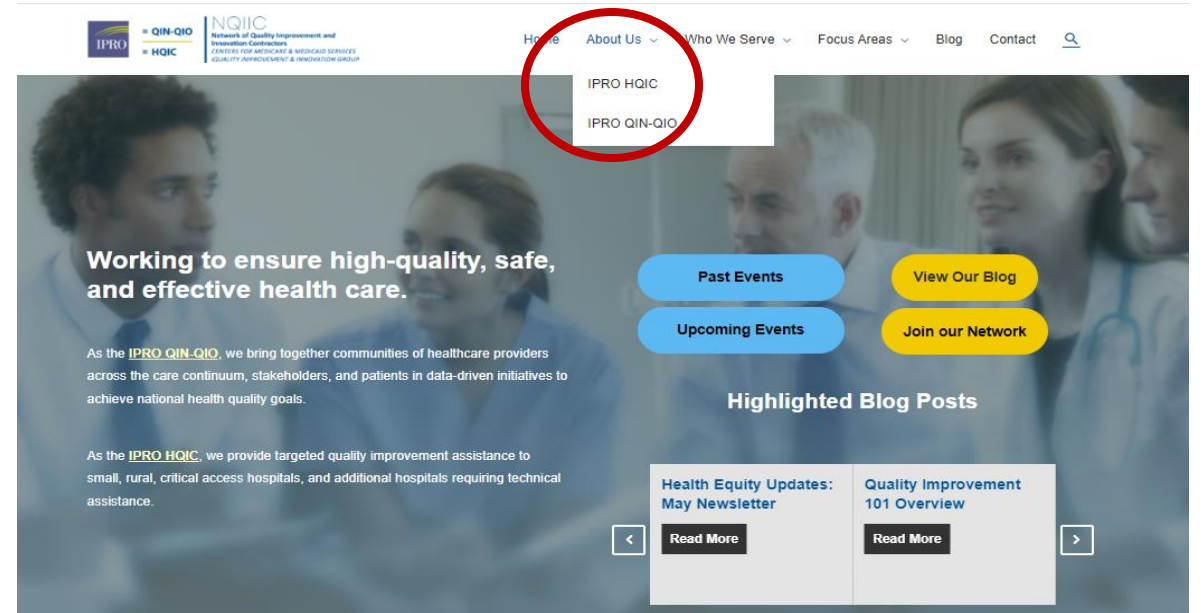 IPRO
QIN-QIO
HQIC
NQIIC
Network of Quality Improvement and
Innovation Contractors
CENTERS FOR MEDICARE & MEDICAID SERVICES
iQUALITY IMPROVEMENT & INNOVATION GROUP
Home About Us Who We Serve Focus Areas Blog Contact
IPRO HQIC
IPRO QIN-QIO
Working to ensure high-quality, safe,
and effective health care.
As the IPRO QIN-QIO, we bring together communities of healthcare providers
across the care continuum, stakeholders, and patients in data-driven initiatives to
achieve national health quality goals.
As the IPRO HQIC, we provide targeted quality improvement assistance to
small, rural, critical access hospitals, and additional hospitals requiring technical
assistance.
Past Events
View Our Blog
Upcoming Events
Join our Network
Highlighted Blog Posts
Health Equity Updates:
May Newsletter
Read More
Quality Improvement
101 Overview
Read More